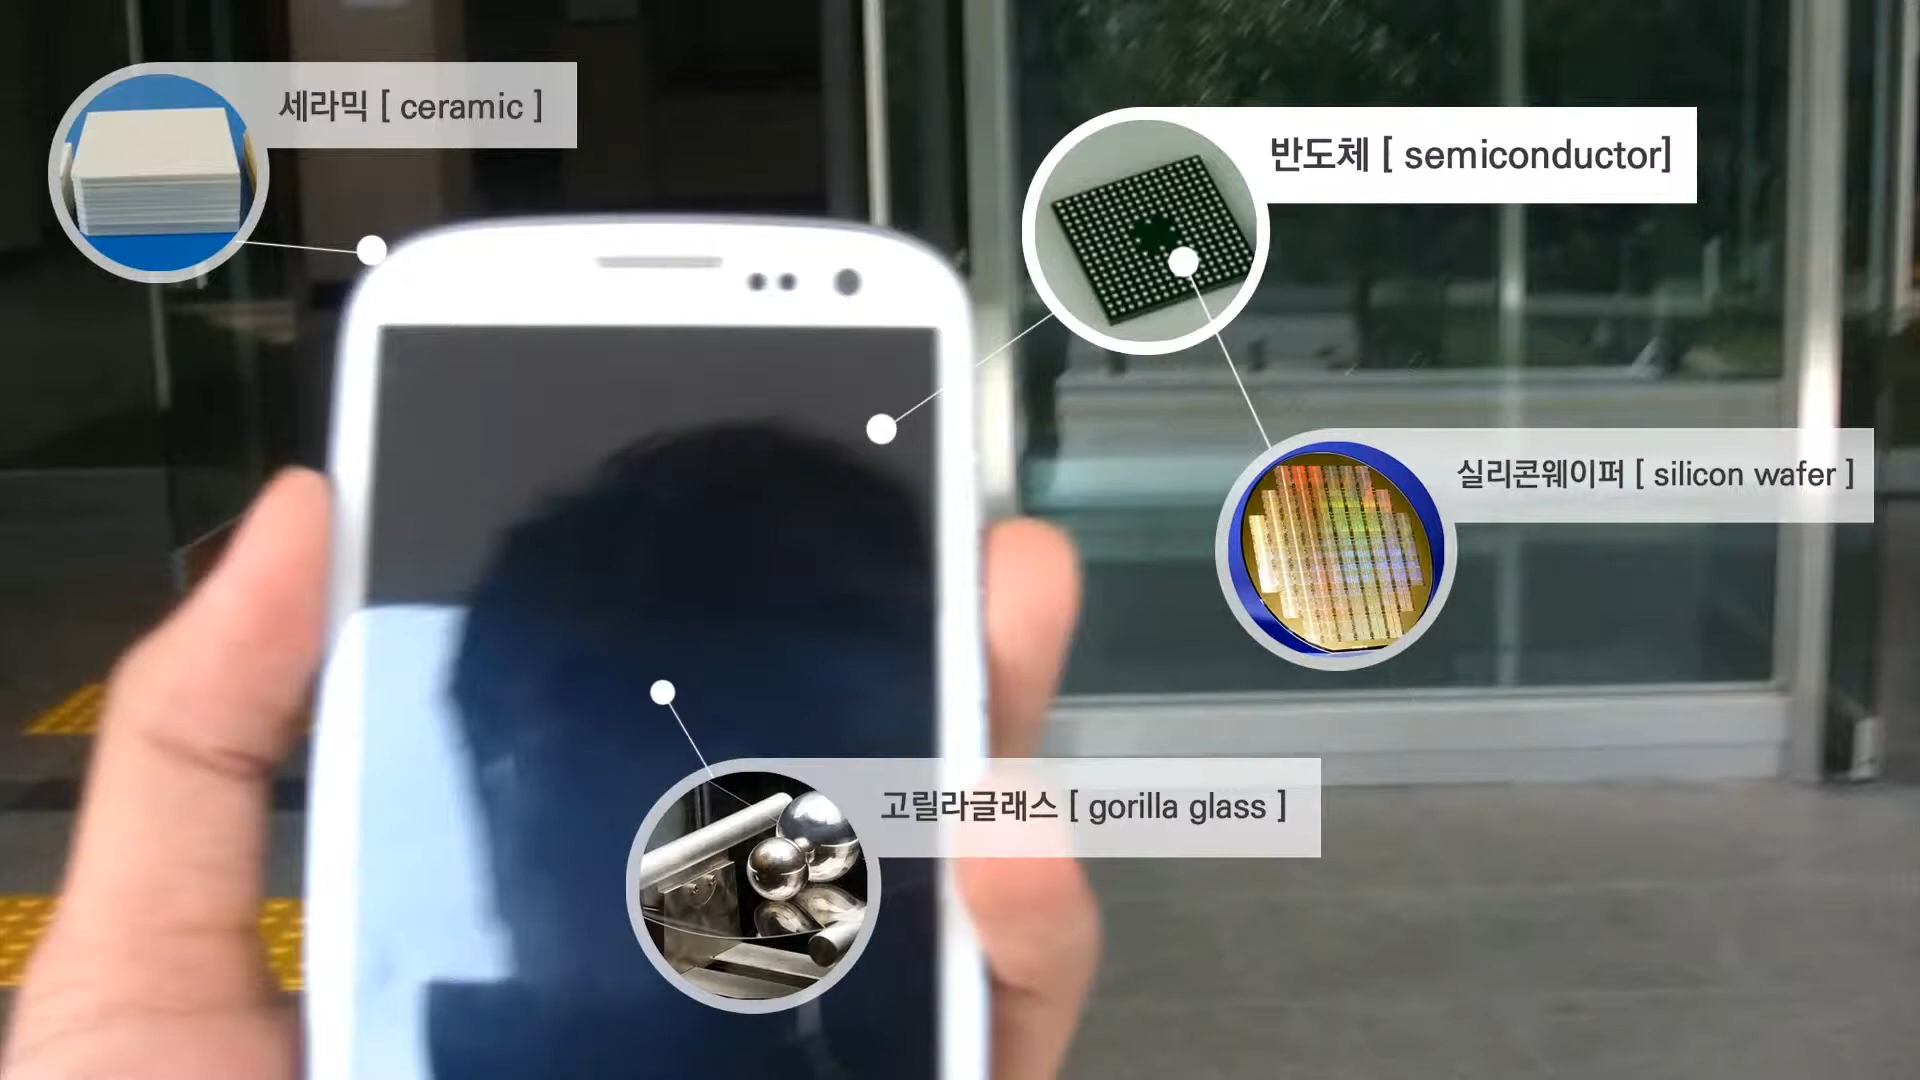 세라믹 [ ceramic ]
반도체 [ semiconductor]
실리콘웨이퍼 [ silicon wafer ]
고릴라글래스 [ gorilla glass ]